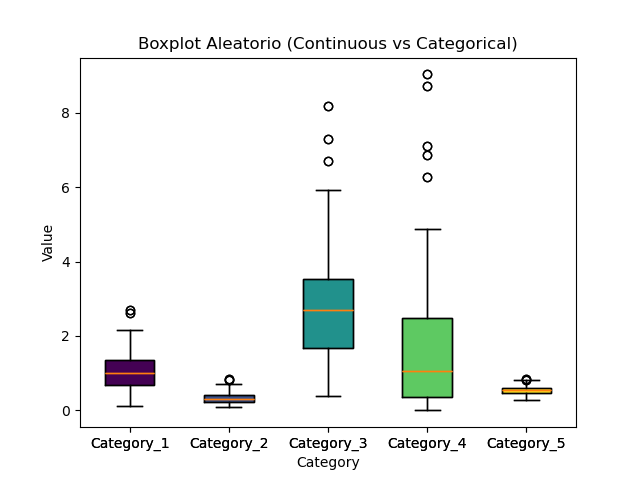 Boxplot Aleatorio (Continuous vs Categorical)
8
6
4
2
0
Value
Category_1 Category_2 Category_3 Category_4 Category_5
Category